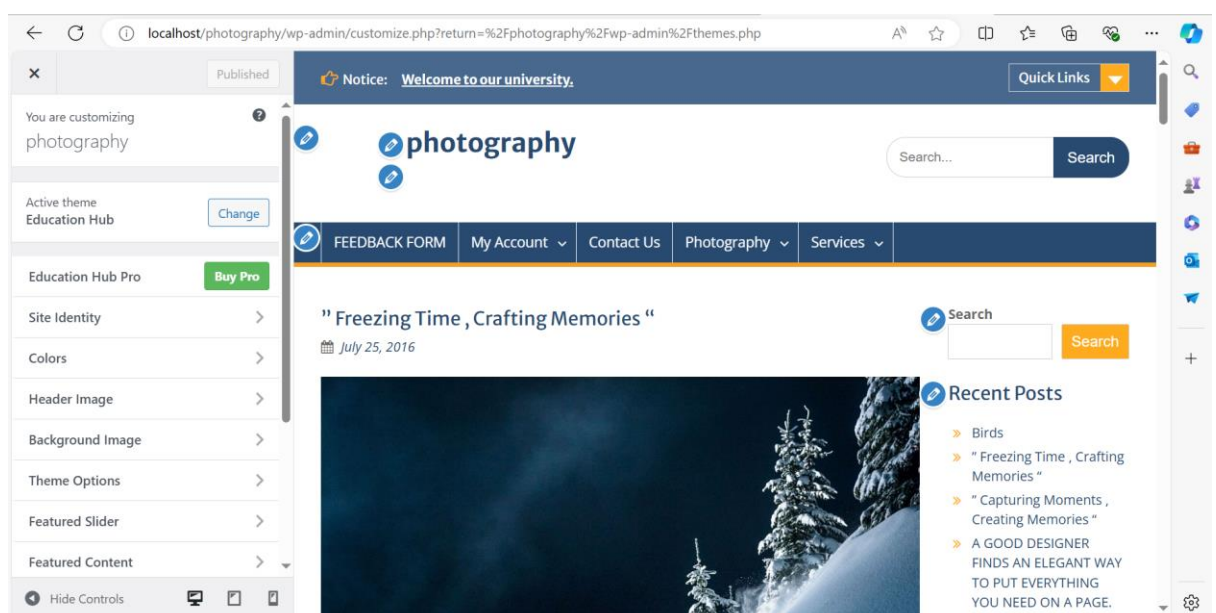 localhost/photography/wp-admin/customize.php?return=%2Fphotography%2Fwp-admin%2Fthemes.php
Published
You are customizing
photography
Active theme
Education Hub
Change
Education Hub Pro
Buy Pro
Site Identity
Colors
Header Image
Background Image
Theme Options
Featured Slider
Featured Content
Hide Controls
Notice: Welcome to our university.
Quick Links
photography
Search...
Search
FEEDBACK FORM
My Account
Contact Us
Photography
Services
” Freezing Time , Crafting Memories “
July 25, 2016
Search
Search
Recent Posts
Birds
” Freezing Time , Crafting
Memories “
” Capturing Moments ,
Creating Memories “
A GOOD DESIGNER
FINDS AN ELEGANT WAY
TO PUT EVERYTHING
YOU NEED ON A PAGE.